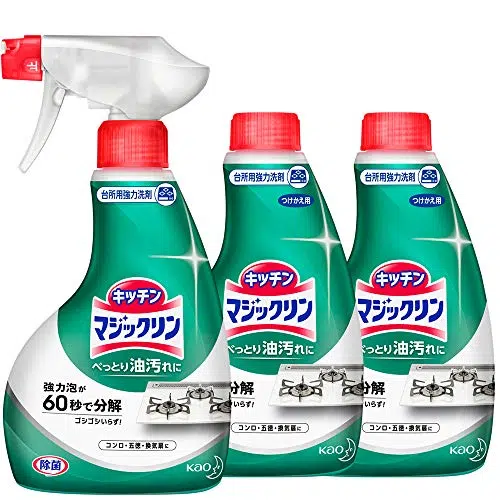 止
台所用強力洗剤
キッチン
マジックリン
べっとり油汚れに
強力泡が
60秒で分解
ゴシゴシいらず!
コンロ・五徳・換気扇に
除菌
Kao
台所用強力洗剤
つけかえ用
キッチン
マジックリン
べっとり油汚れに
分解
いらず!
コンロ・五徳・換気扇に
Kao
台所用強力洗剤
つけかえ用
キッチン
マジックリン
べっとり油汚れに
分解
いらず!
コンロ・五徳・換気扇に
Kao